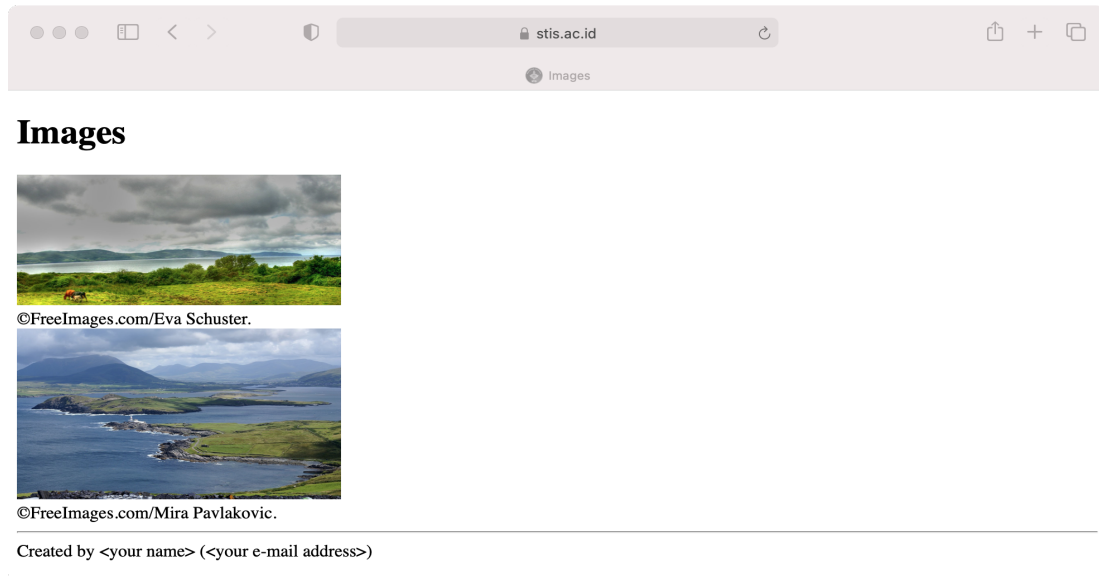 stis.ac.id
Images
Images
©FreeImages.com/Eva Schuster.
©FreeImages.com/Mira Pavlakovic.
Created by <your name> (<your e-mail address>)